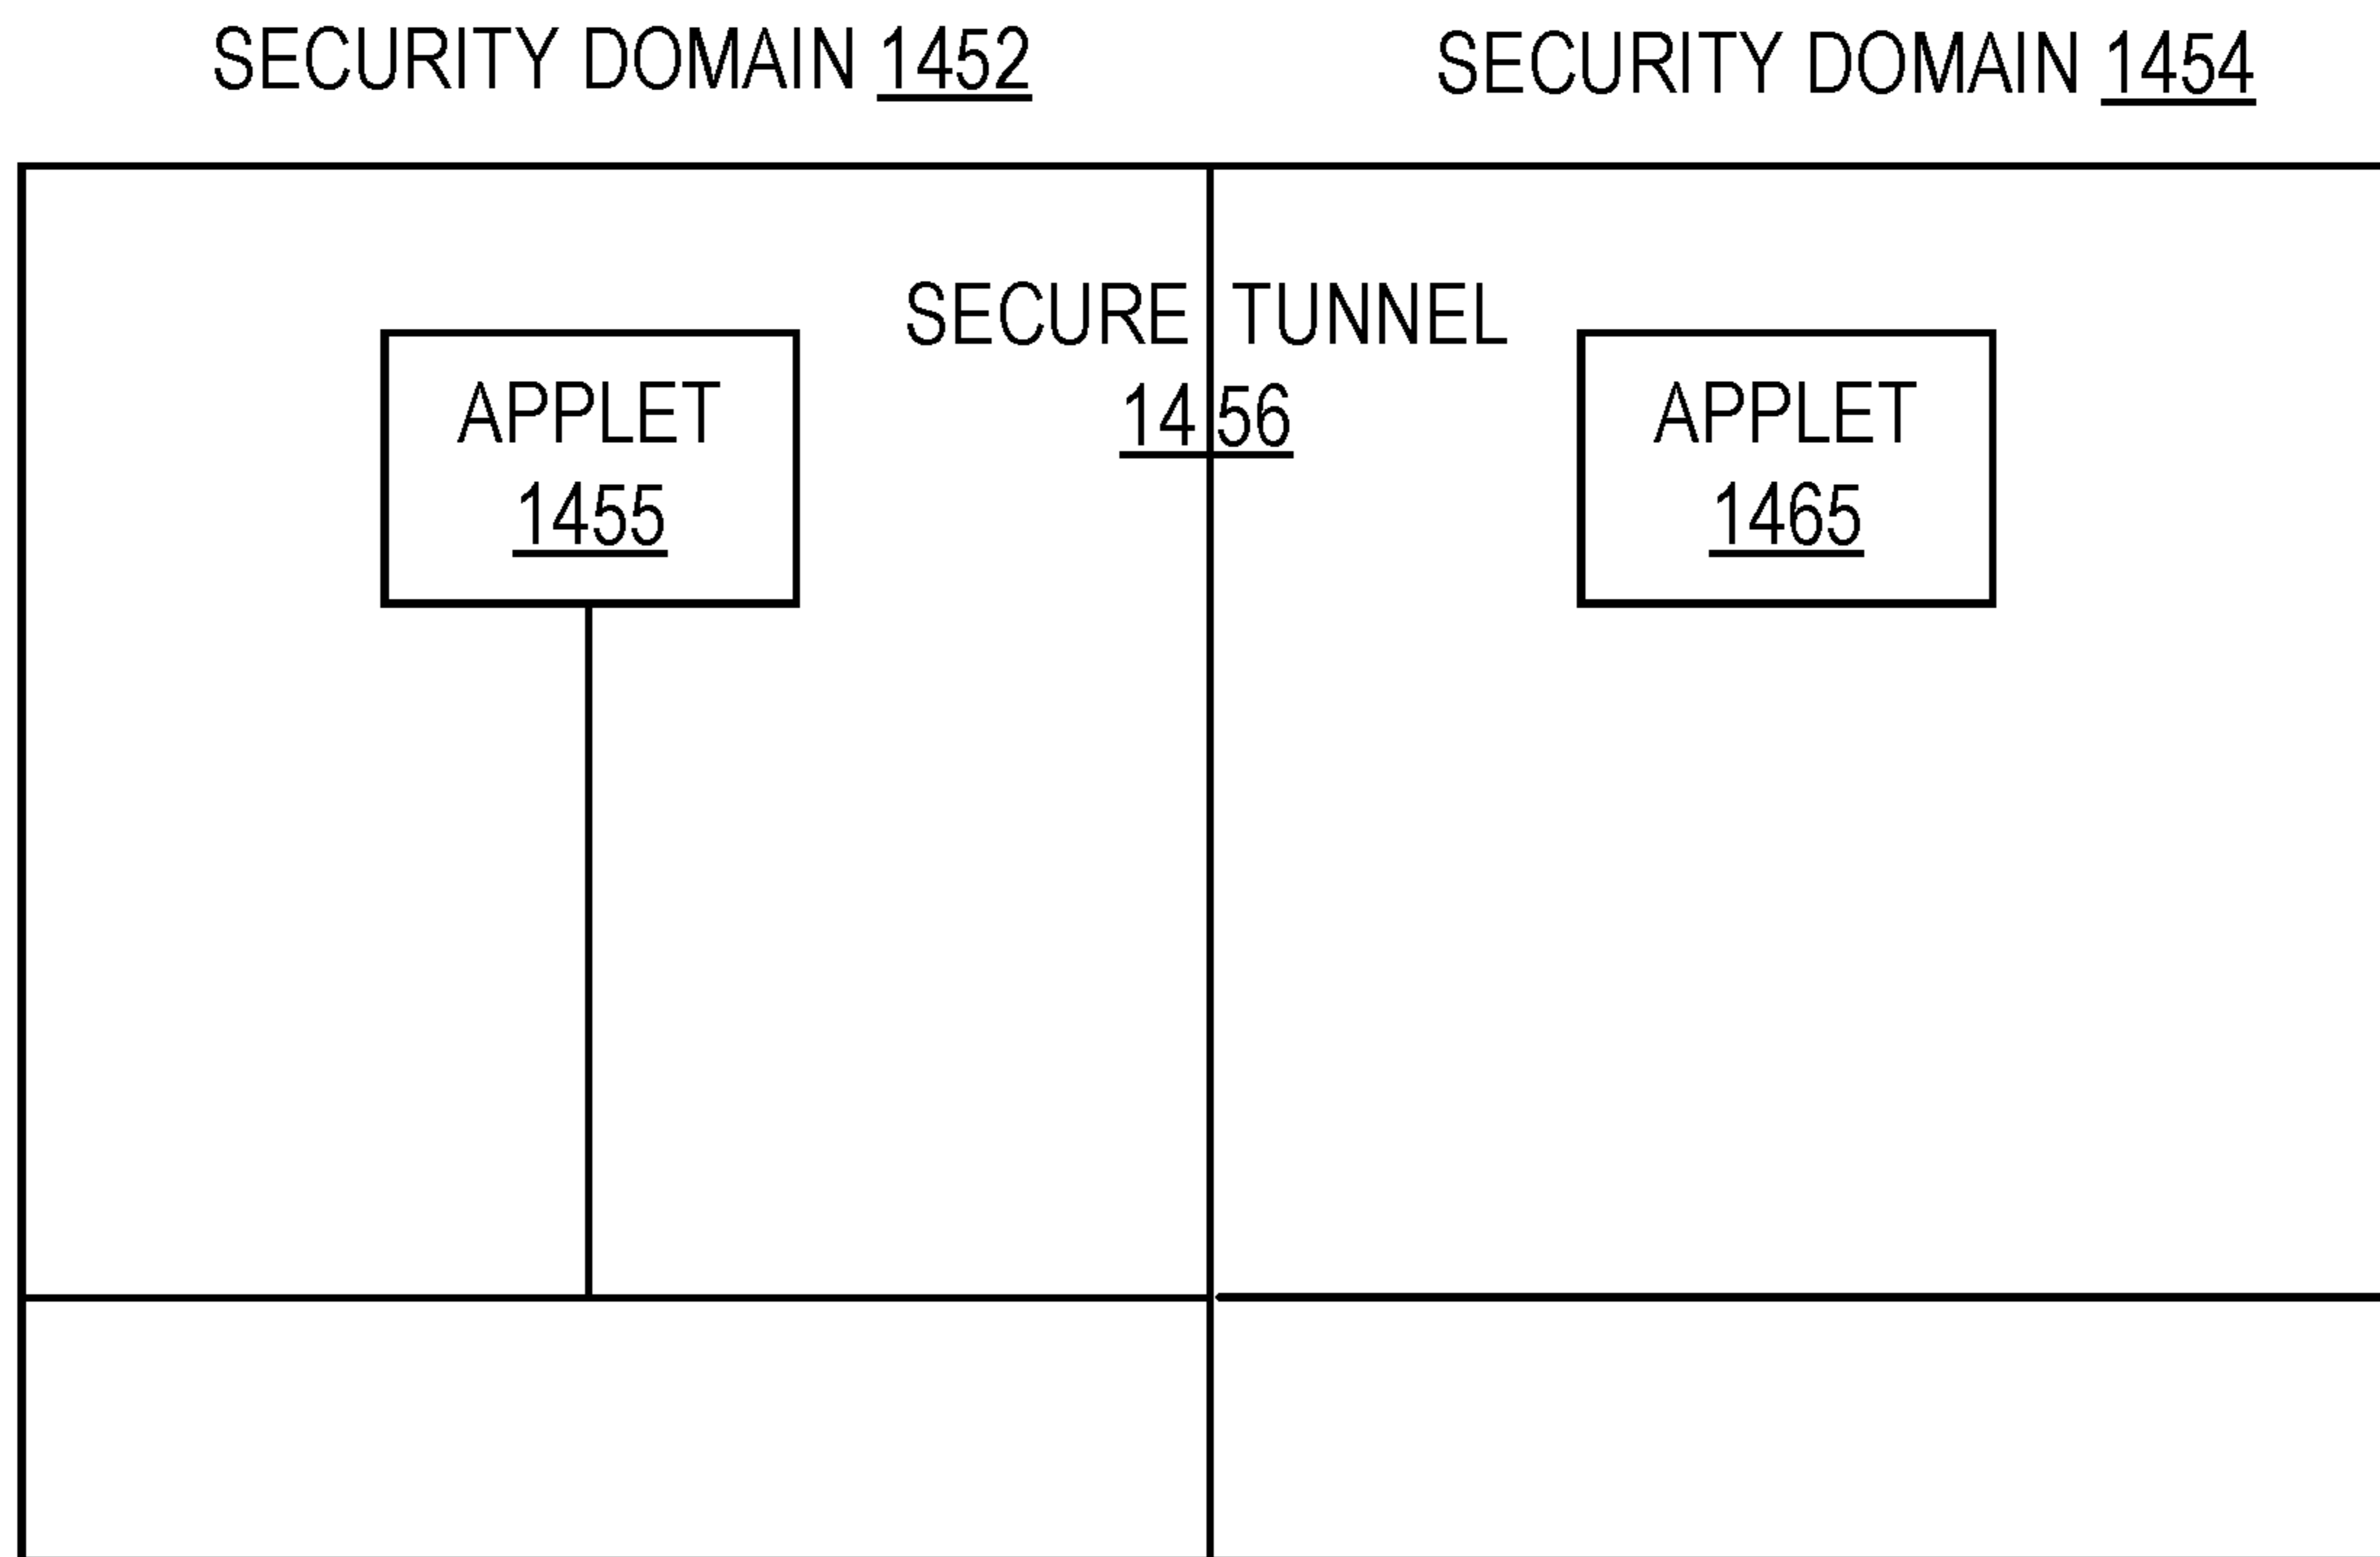 SECURITY DOMAIN 1452
SECURITY DOMAIN 1454
SECURE TUNNEL
1456
APPLET
1455
APPLET
1465